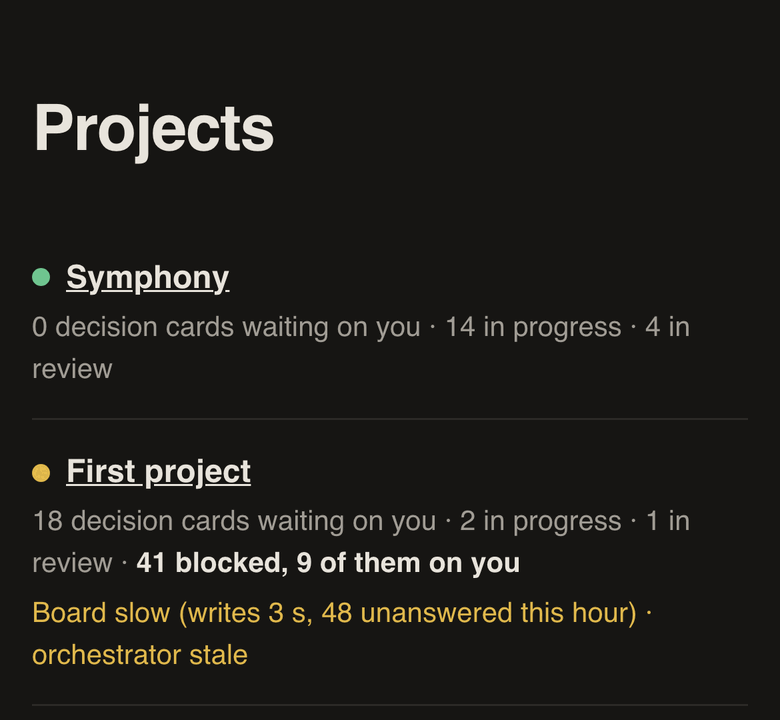 Projects
Symphony
0 decision cards waiting on you · 14 in progress · 4 in
review
First project
18 decision cards waiting on you · 2 in progress · 1 in
review · 41 blocked, 9 of them on you
Board slow (writes 3 s, 48 unanswered this hour) ·
orchestrator stale